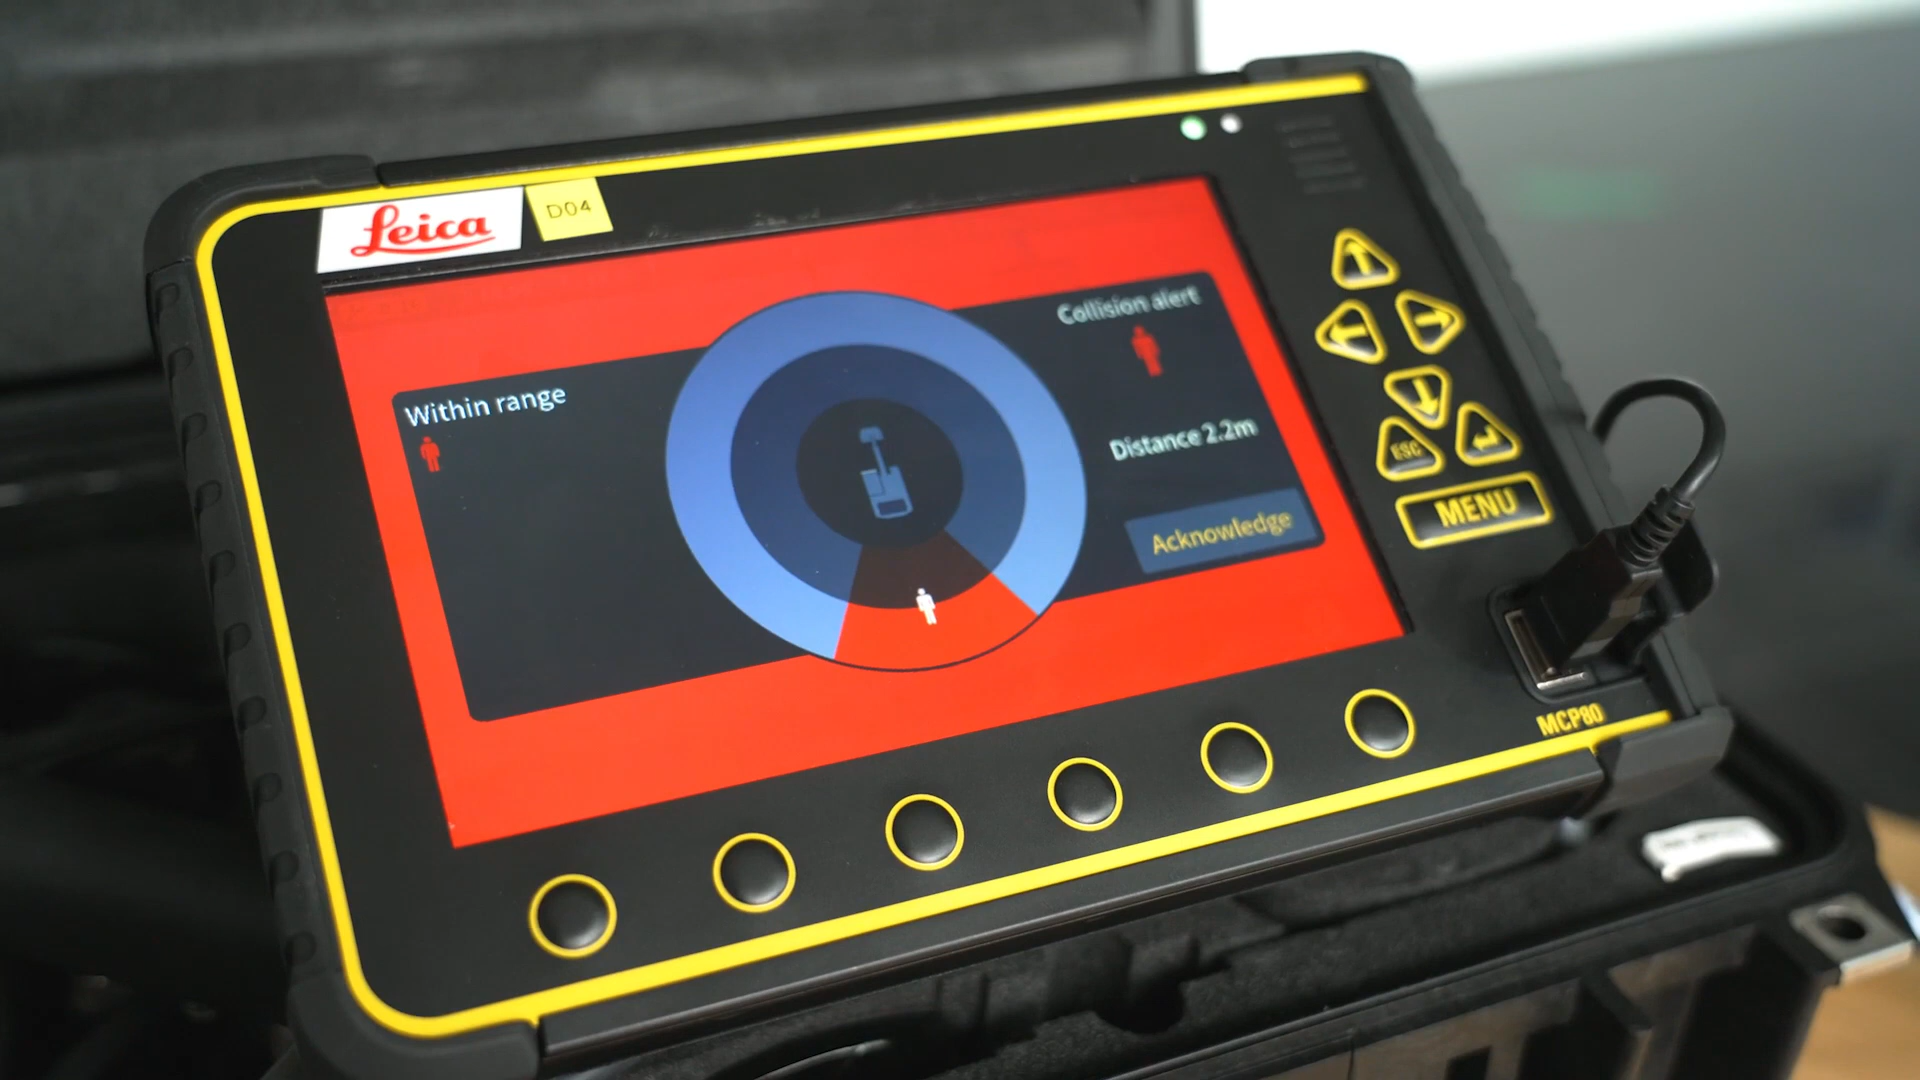 Leica
D04
Within range
Collision alert
Distance 2.2m
Acknowledge
ESC
MENU
MCP80